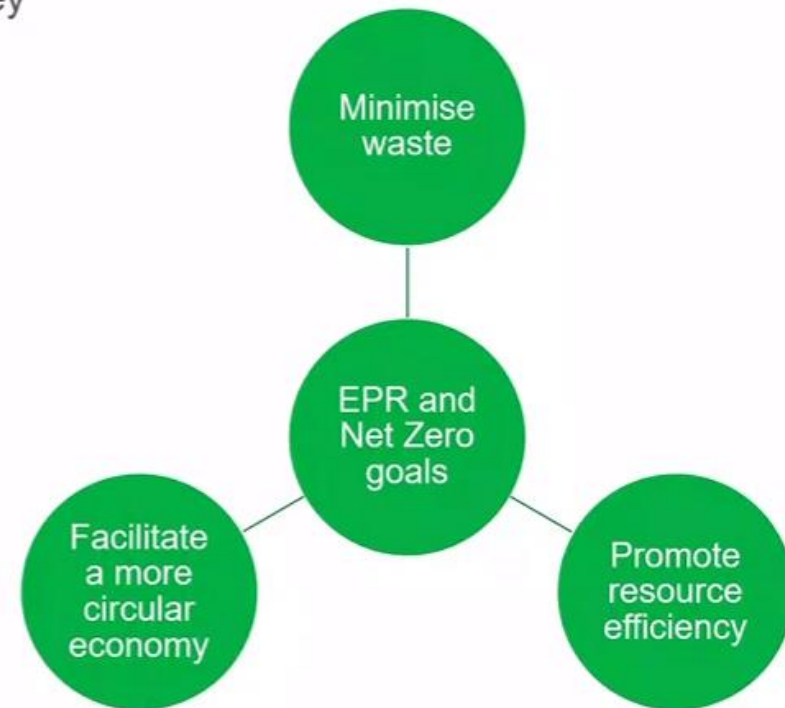 Minimise
waste
EPR and
Net Zero
goals
Facilitate
a more
circular
economy
Promote
resource
efficiency